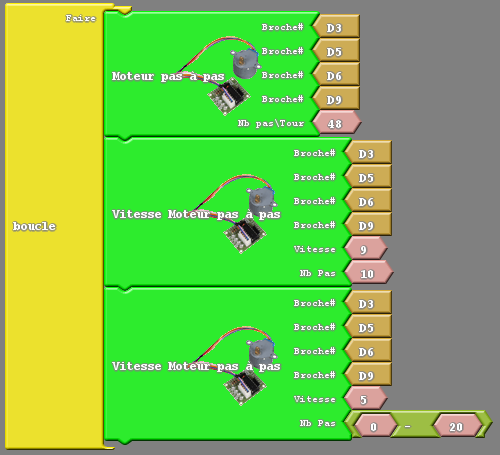 Faire
Broche# D3
Broche# D5
Moteur pas à pas Broche# D6
Broche# D9
Nb pas\Tour 48
Broche# D3
Broche# D5
Vitesse Moteur pas à pas Broche# D6
boucle
Broche# D9
Vitesse 9
Nb Pas 10
Broche# D3
Broche# D5
Vitesse Moteur pas à pas Broche# D6
Broche# D9
Vitesse 5
Nb Pas 0 - 20